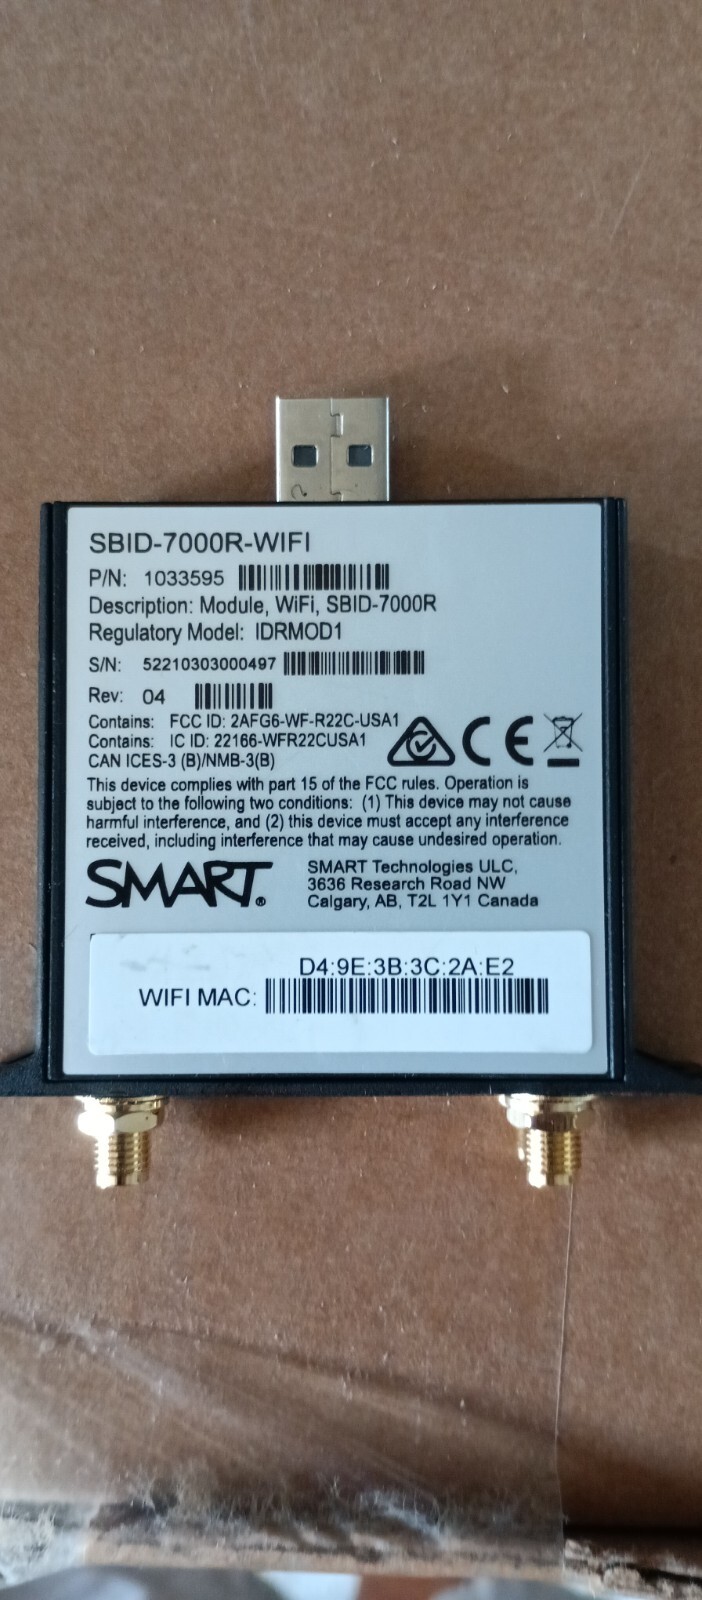 SBID-7000R-WIFI
P/N: 1033595
Description: Module, WiFi, SBID-7000R
Regulatory Model: IDRMOD1
S/N: 52210303000497
Rev: 04
Contains: FCC ID: 2AFG6-WF-R22C-USA1
Contains: IC ID: 22166-WFR22CUSA1
CAN ICES-3 (B)/NMB-3(B)
CE
This device complies with part 15 of the FCC rules. Operation is
subject to the following two conditions: (1) This device may not cause
harmful interference, and (2) this device must accept any interference
received, including interference that may cause undesired operation.
SMART®
SMART Technologies ULC,
3636 Research Road NW
Calgary, AB, T2L 1Y1 Canada
D4:9E:3B:3C:2A:E2
WIFI MAC: